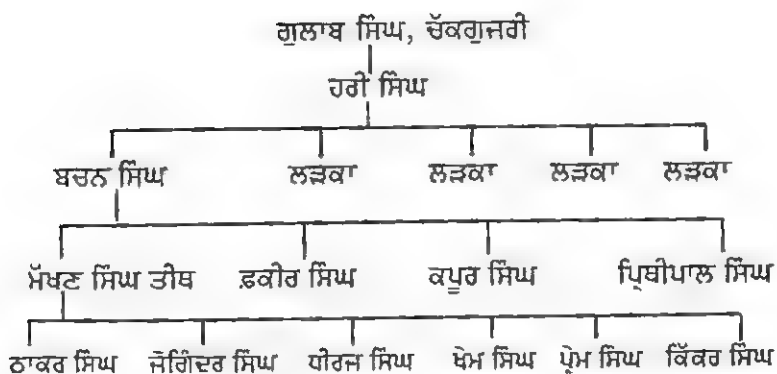 ਗੁਲਾਬ ਸਿੰਘ, ਚੱਕਗੁਜਰੀ
ਹਰੀ ਸਿੰਘ
ਬਚਨ ਸਿੰਘ ਲੜਕਾ ਲੜਕਾ ਲੜਕਾ ਲੜਕਾ
ਮੱਖਣ ਸਿੰਘ ਤੀਥ ਫ਼ਕੀਰ ਸਿੰਘ ਕਪੂਰ ਸਿੰਘ ਪ੍ਰਿਥੀਪਾਲ ਸਿੰਘ
ਠਾਕਰ ਸਿੰਘ ਜੋਗਿੰਦਰ ਸਿੰਘ ਧੀਰਜ ਸਿੰਘ ਖੇਮ ਸਿੰਘ ਪ੍ਰੇਮ ਸਿੰਘ ਕਿੱਕਰ ਸਿੰਘ